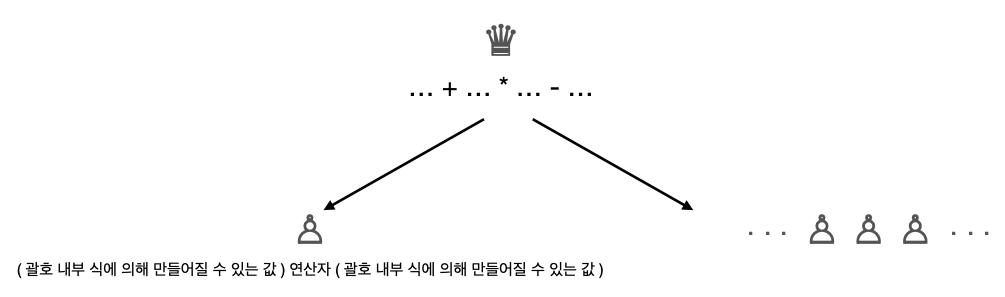 ... + ... * ... - ...
... ...
( 괄호 내부 식에 의해 만들어질 수 있는 값 ) 연산자 ( 괄호 내부 식에 의해 만들어질 수 있는 값 )